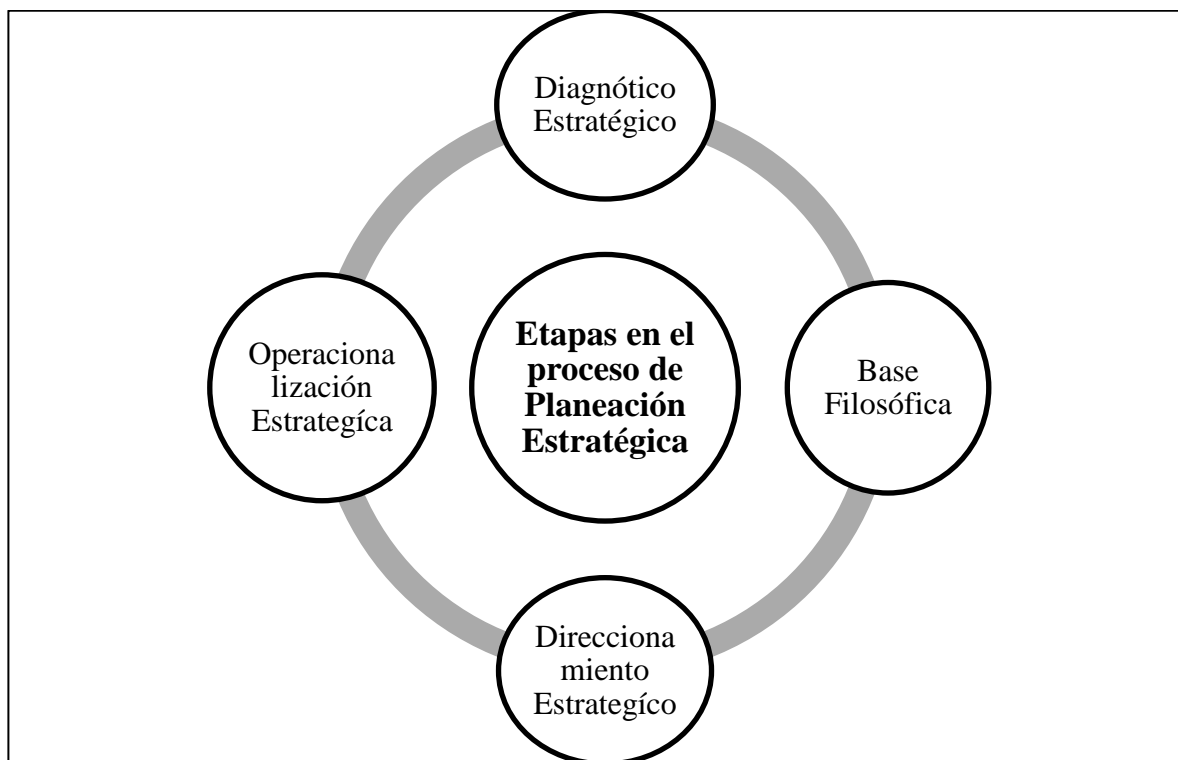 Diagnótico
Estratégico
Operaciona
lización
Estrategíca
Etapas en el
proceso de
Planeación
Estratégica
Base
Filosófica
Direcciona
miento
Estrategíco